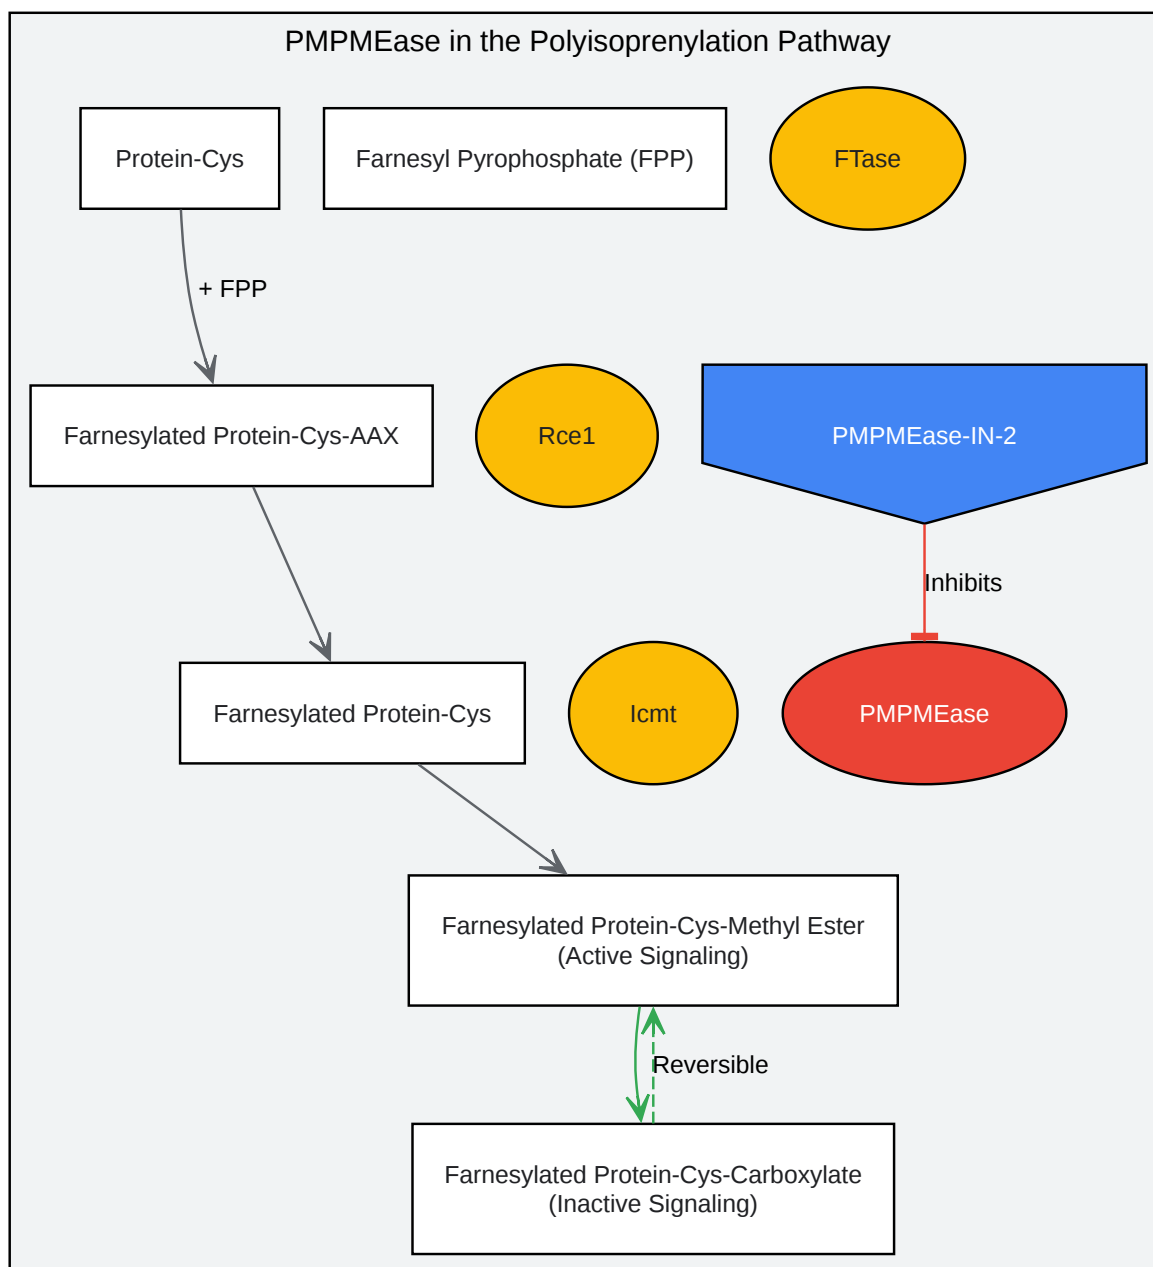 PMPMEase in the Polyisoprenylation Pathway
Protein-Cys
Farnesyl Pyrophosphate (FPP)
FTase
+ FPP
Farnesylated Protein-Cys-AAX
Rce1
PMPMEase-IN-2
Inhibits
Farnesylated Protein-Cys
Icmt
PMPMEase
Farnesylated Protein-Cys-Methyl Ester
(Active Signaling)
Reversible
Farnesylated Protein-Cys-Carboxylate
(Inactive Signaling)